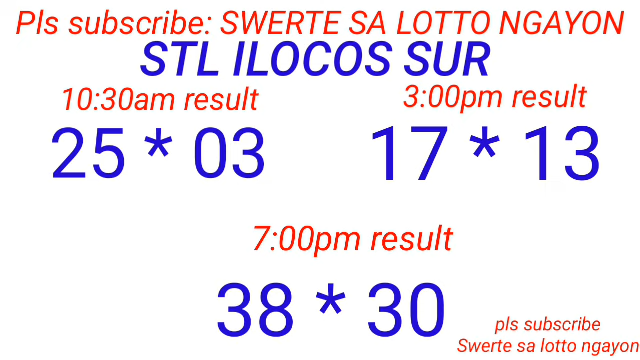 Pls subscribe: SWERTE SA LOTTO NGAYON
STL ILOCOS SUR
10:30am result
25 * 03
3:00pm result
17 * 13
7:00pm result
38 * 30
pls subscribe
Swerte sa lotto ngayon